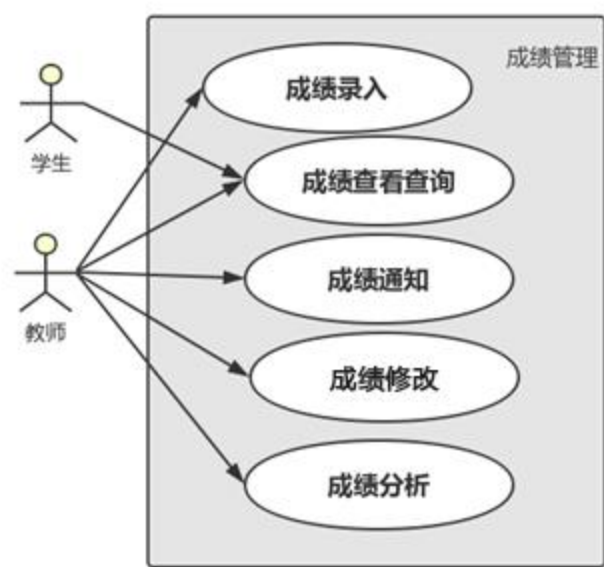 成绩管理
成绩录入
学生
成绩查看查询
教师
成绩通知
成绩修改
成绩分析